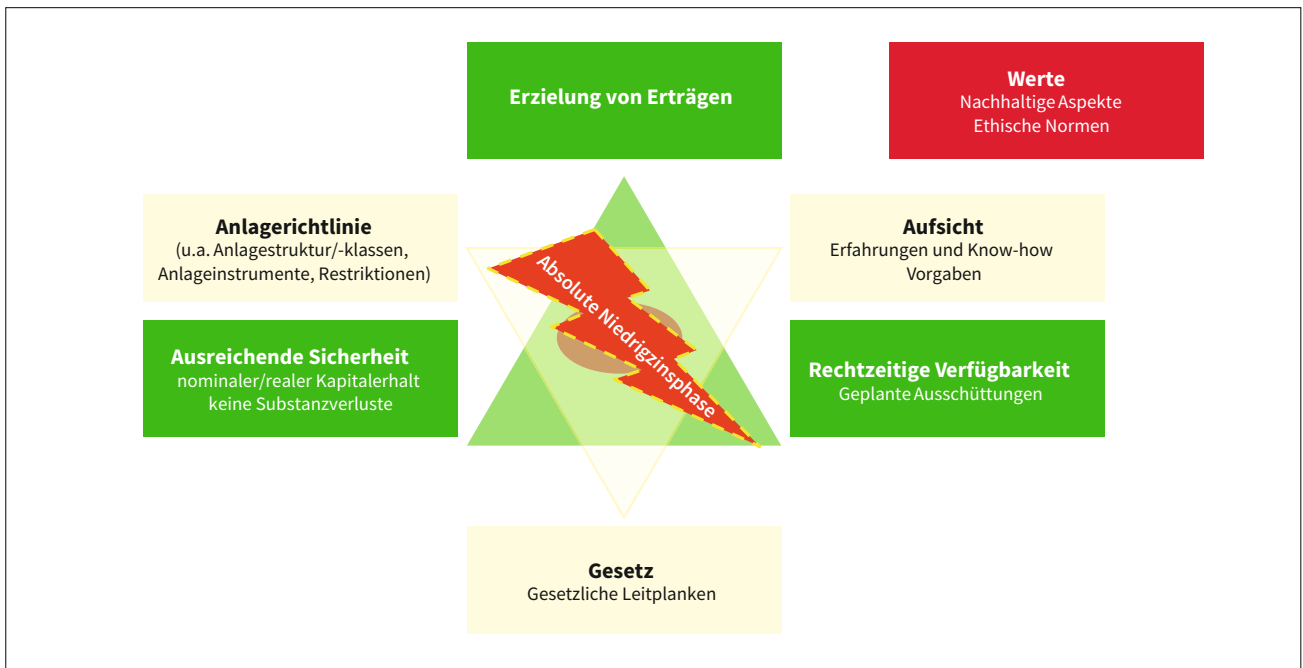 Erzielung von Erträgen
Werte
Nachhaltige Aspekte
Ethische Normen
Anlagerichtlinie
(u.a. Anlagestruktur/-klassen,
Anlageinstrumente, Restriktionen)
Aufsicht
Erfahrungen und Know-how
Vorgaben
Absolute Niedrigzinsphase
Ausreichende Sicherheit
nominaler/realer Kapitalerhalt
keine Substanzverluste
Rechtzeitige Verfügbarkeit
Geplante Ausschüttungen
Gesetz
Gesetzliche Leitplanken